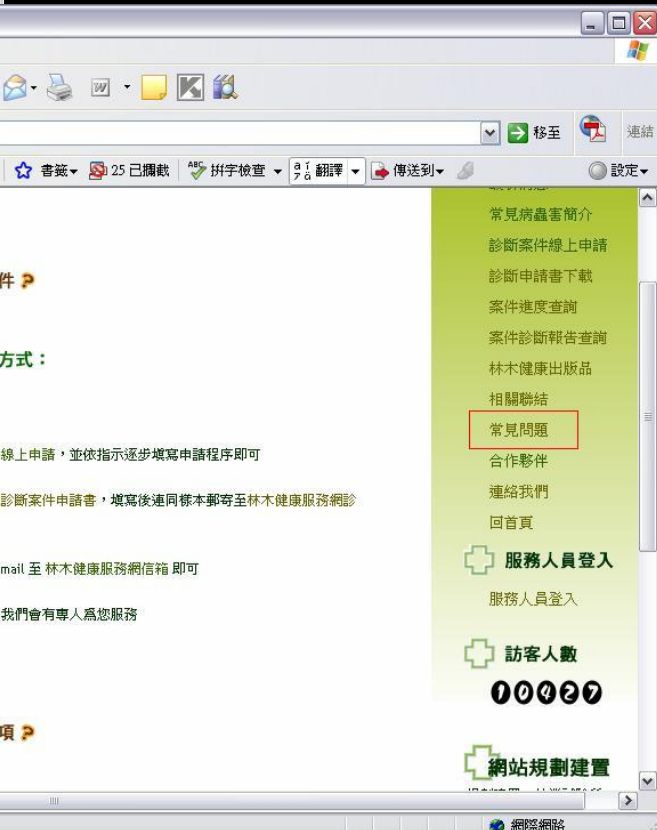 移至
連結
書籤
25 已攔截
ABC
拼字檢查
翻譯
傳送到
設定
常見病蟲害簡介
診斷案件線上申請
診斷申請書下載
案件進度查詢
案件診斷報告查詢
林木健康出版品
相關聯結
常見問題
合作夥伴
連絡我們
回首頁
服務人員登入
服務人員登入
訪客人數
10427
網站規劃建置
件?
方式：
線上申請，並依指示逐步填寫申請程序即可
診斷案件申請書，填寫後連同樣本郵寄至林木健康服務網診
mail 至 林木健康服務網信箱 即可
我們會有專人為您服務
項?
網際網路